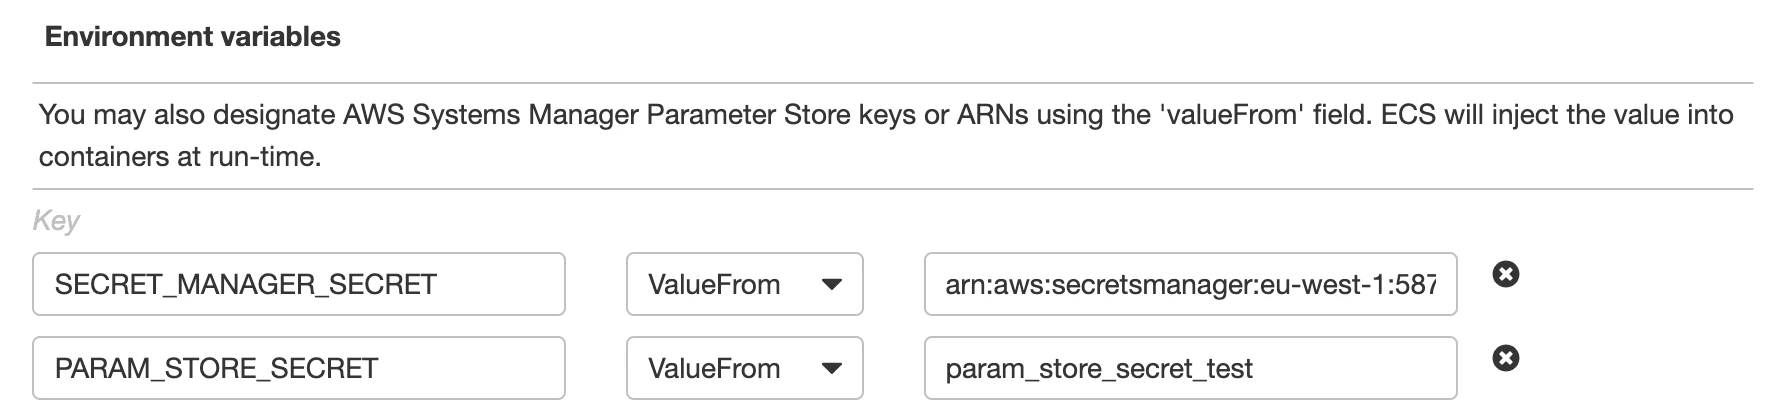 Environment variables
You may also designate AWS Systems Manager Parameter Store keys or ARNs using the 'valueFrom' field. ECS will inject the value into
containers at run-time.
Key
SECRET_MANAGER_SECRET ValueFrom arn:aws:secretsmanager:eu-west-1:587
PARAM_STORE_SECRET ValueFrom param_store_secret_test